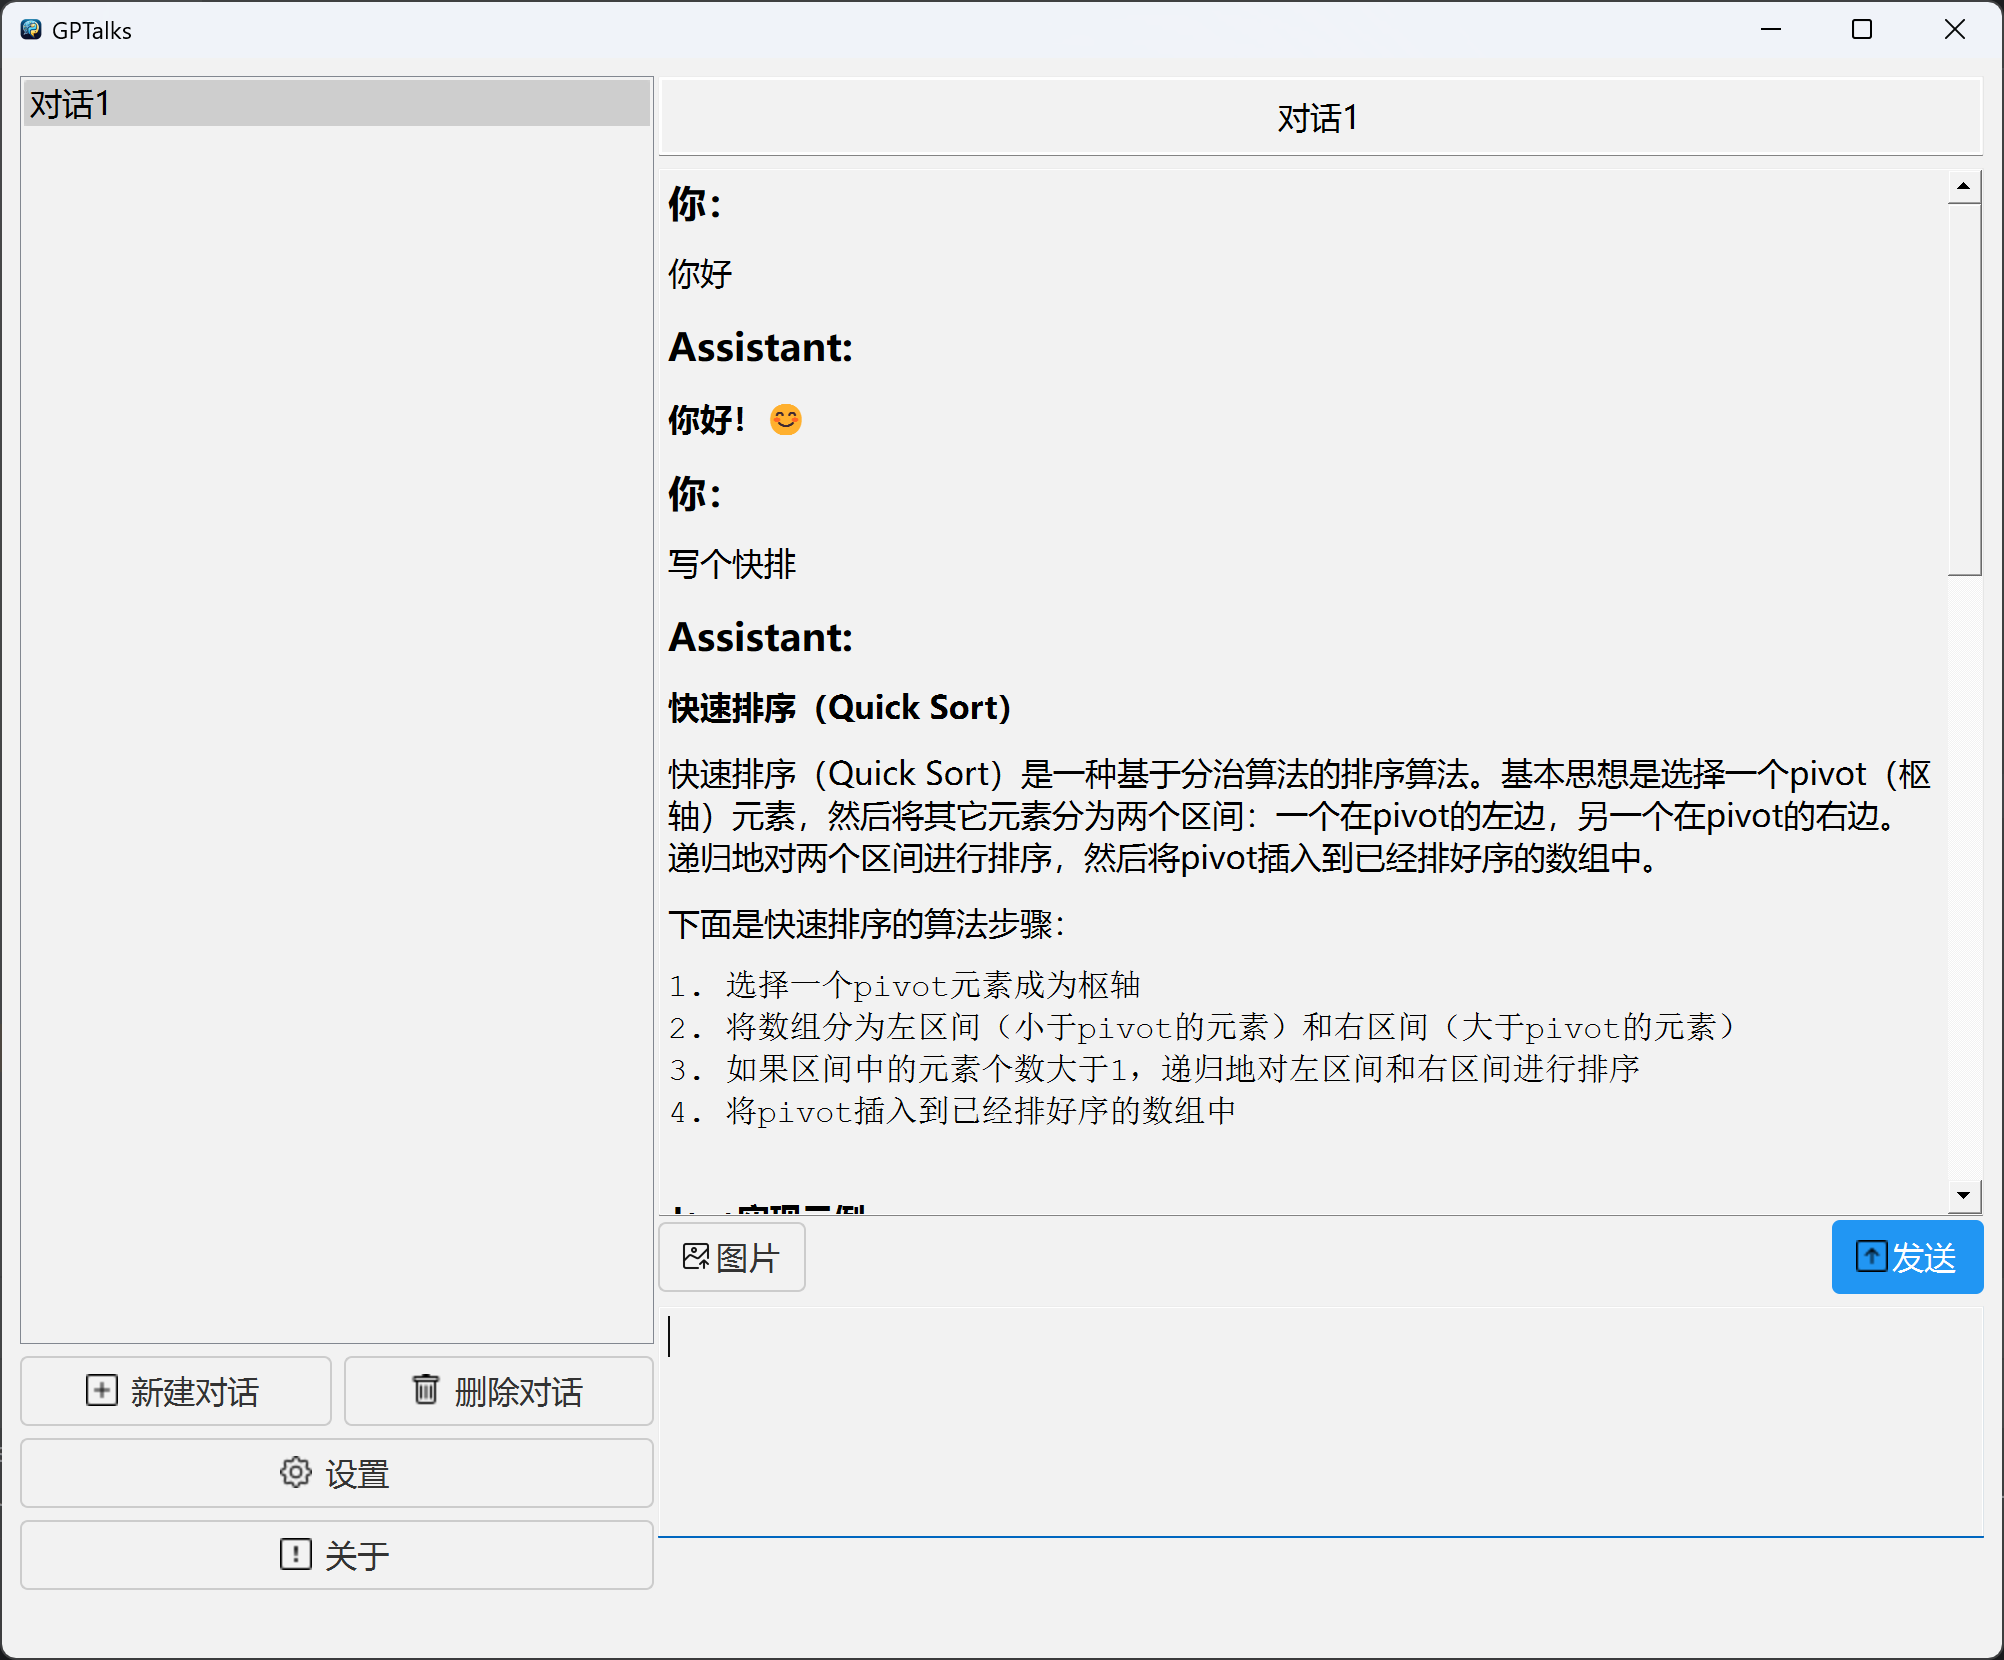 GPTalks
对话1
对话1
你：
你好
Assistant:
你好！ 😊
你：
写个快排
Assistant:
快速排序（Quick Sort）
快速排序（Quick Sort）是一种基于分治算法的排序算法。基本思想是选择一个pivot（枢
轴）元素，然后将其它元素分为两个区间：一个在pivot的左边，另一个在pivot的右边。
递归地对两个区间进行排序，然后将pivot插入到已经排好序的数组中。
下面是快速排序的算法步骤：
1. 选择一个pivot元素成为枢轴
2. 将数组分为左区间（小于pivot的元素）和右区间（大于pivot的元素）
3. 如果区间中的元素个数大于1，递归地对左区间和右区间进行排序
4. 将pivot插入到已经排好序的数组中
实现示例
图片
发送
新建对话
删除对话
设置
关于